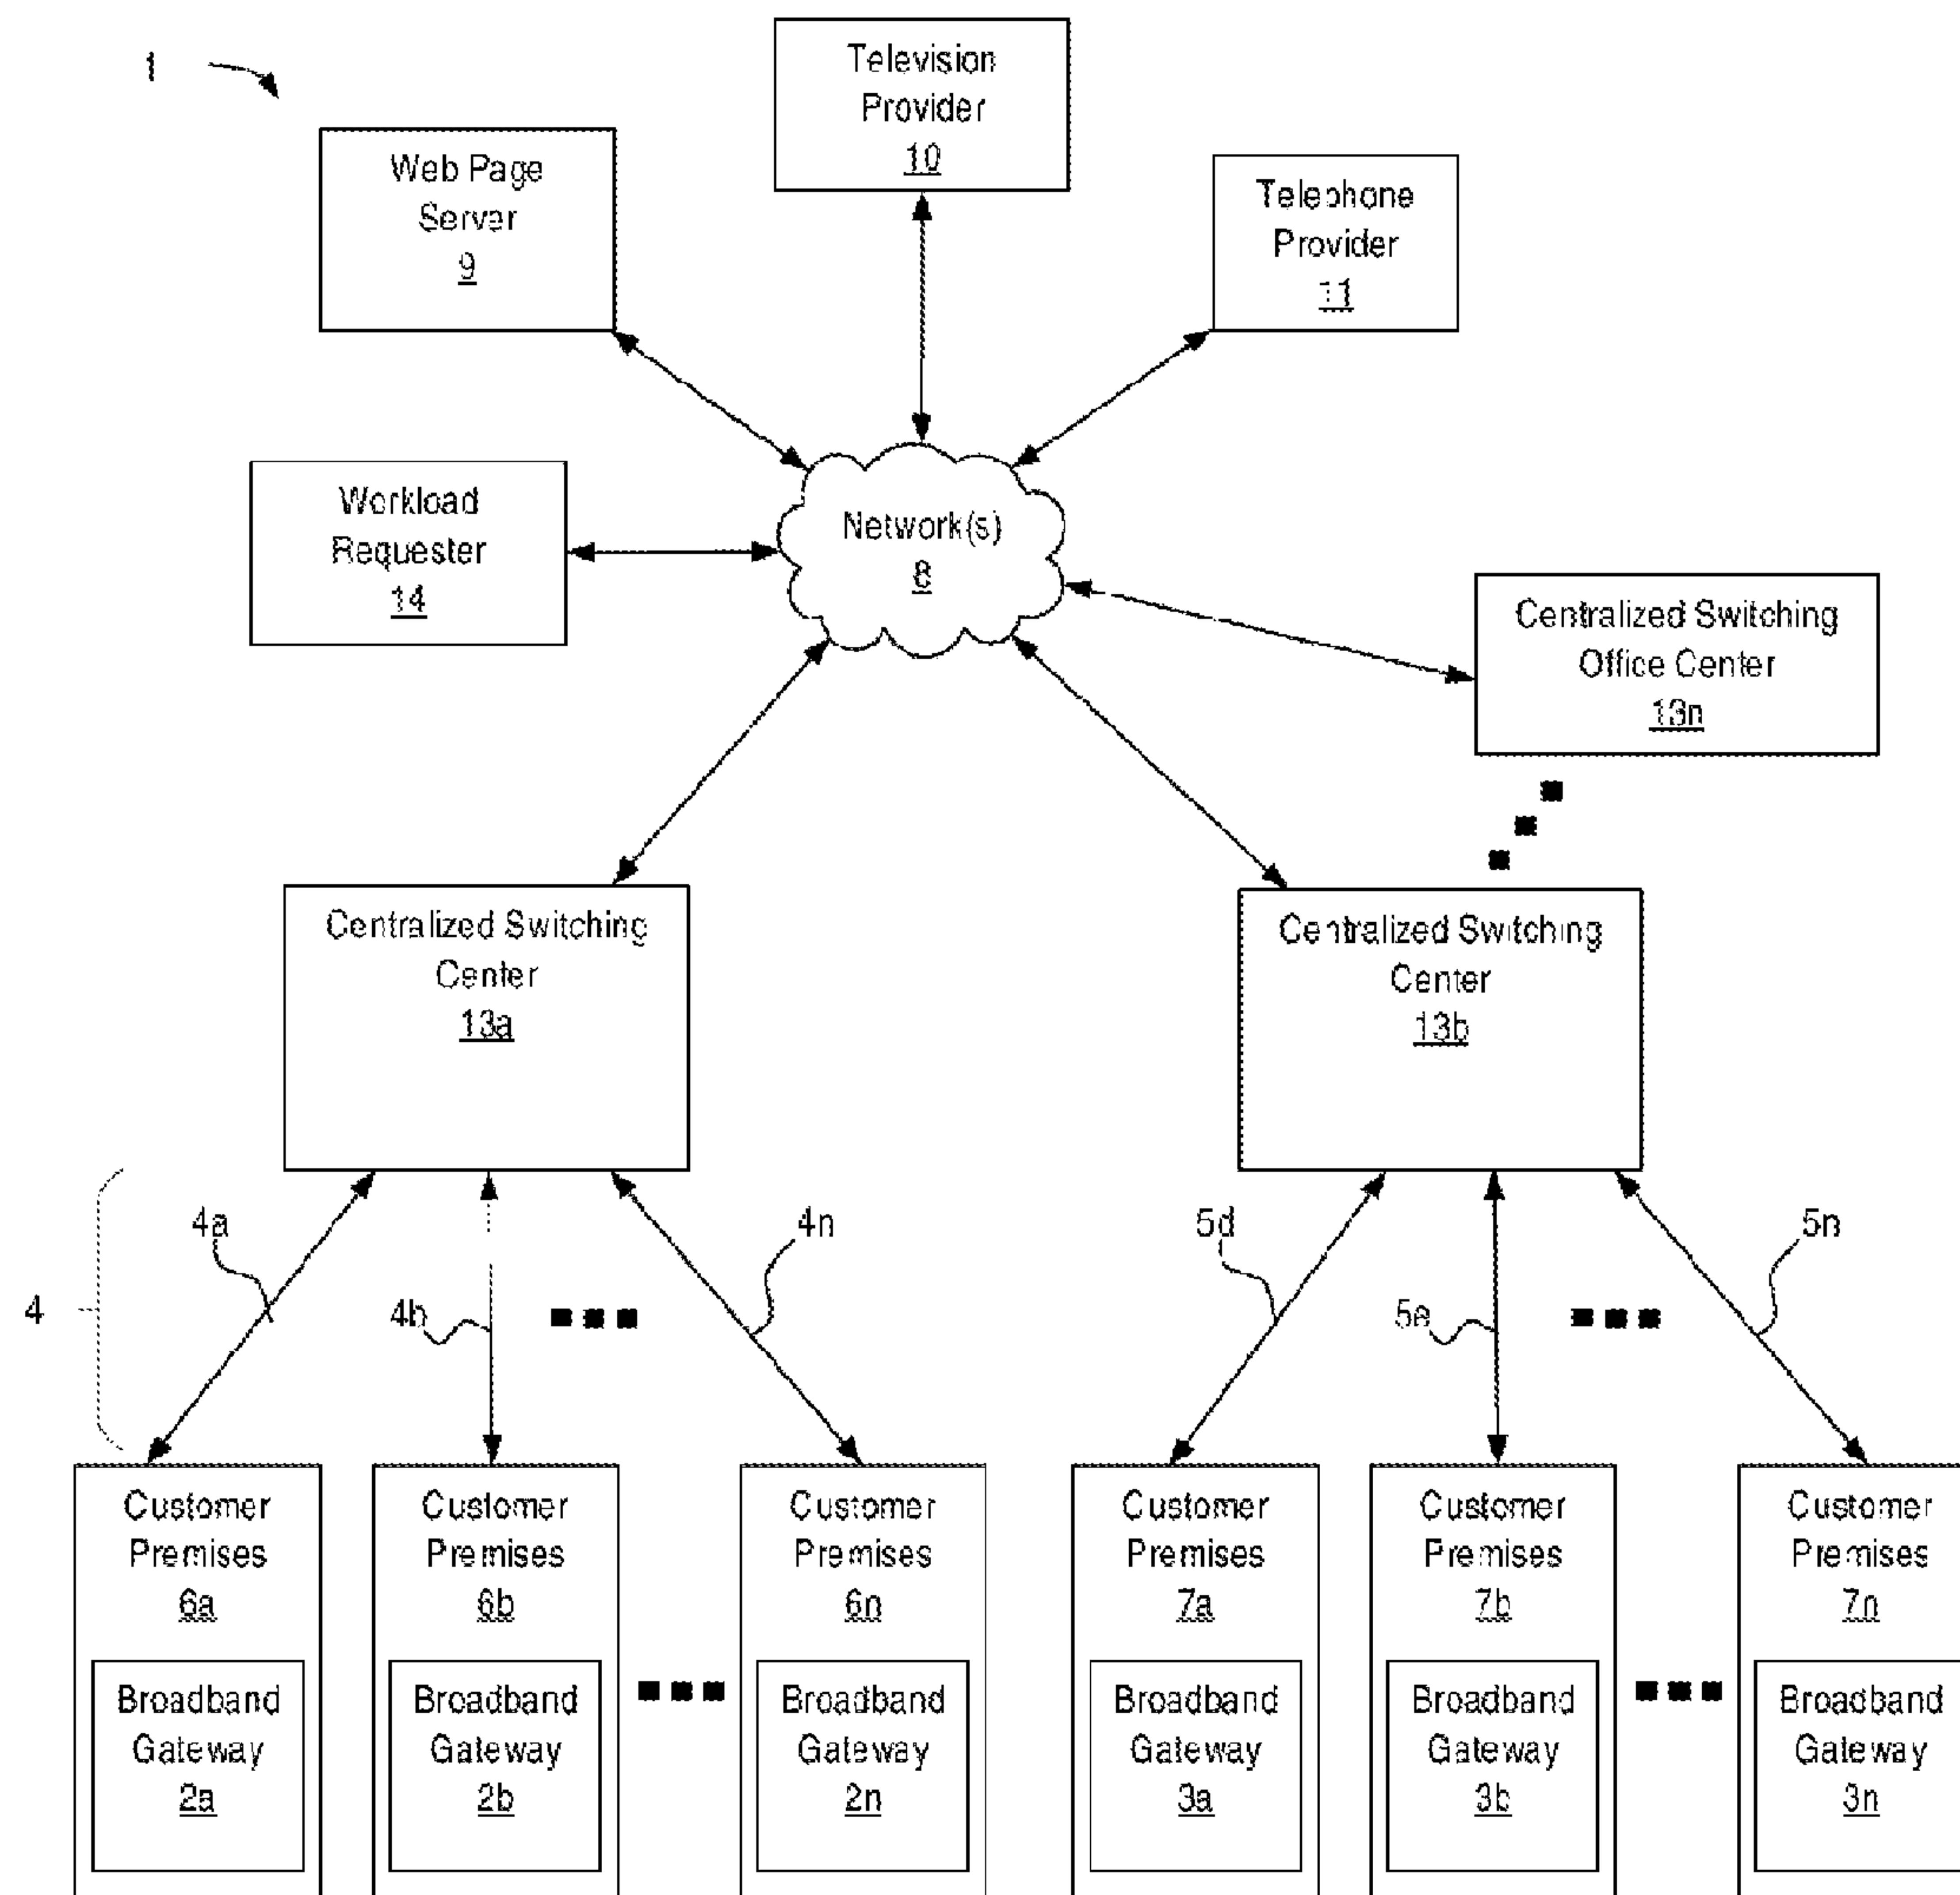 1
Television
Provider
10
Web Page
Server
9
Telephone
Provider
11
Workload
Requester
14
Network(s)
8
Centralized Switching
Office Center
13n
Centralized Switching
Center
13a
Centralized Switching
Center
13b
4
4a
4b
4n
5d
5e
5n
Customer
Premises
6a
Broadband
Gateway
2a
Customer
Premises
6b
Broadband
Gateway
2b
Customer
Premises
6n
Broadband
Gateway
2n
Customer
Premises
7a
Broadband
Gateway
3a
Customer
Premises
7b
Broadband
Gateway
3b
Customer
Premises
7n
Broadband
Gateway
3n